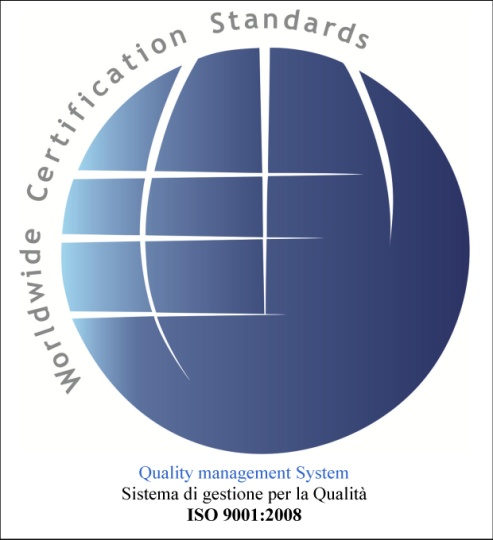 Worldwide Certification Standards
Quality management System
Sistema di gestione per la Qualità
ISO 9001:2008